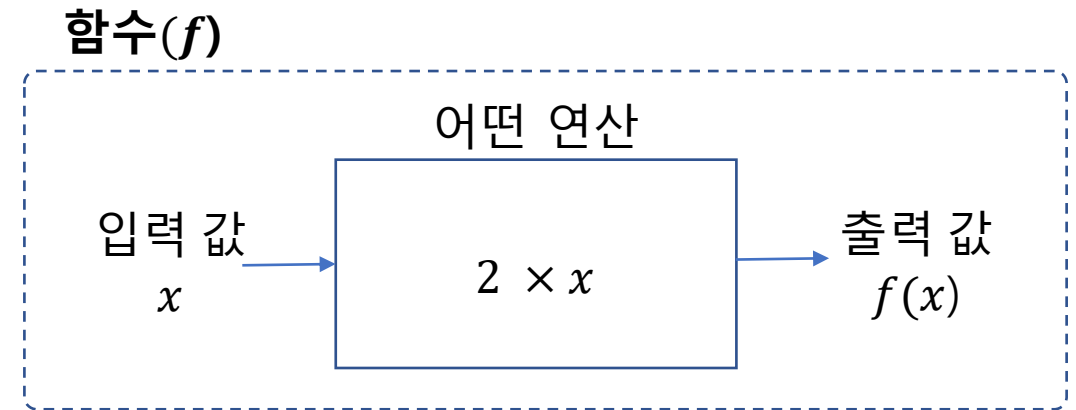 함수(f)
어떤 연산
입력 값
x
2 × x
출력 값
f(x)